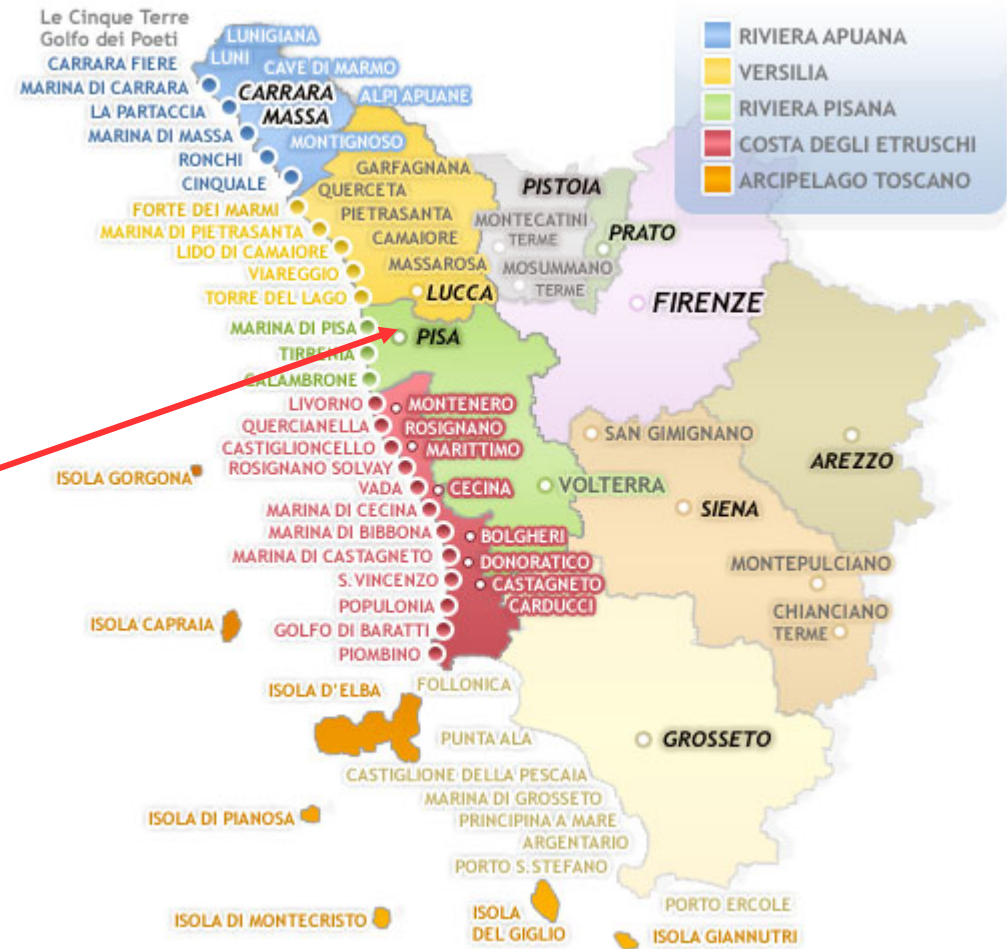 Le Cinque Terre
Golfo dei Poeti
CARRARA FIERE
MARINA DI CARRARA
LA PARTACCIA
MARINA DI MASSA
RONCHI
CINQUALE
FORTE DEI MARMI
MARINA DI PIETRASANTA
LIDO DI CAMAIORE
VIAREGGIO
TORRE DEL LAGO
MARINA DI PISA
TIRRENIA
CALAMBRONE
LIVORNO
QUERCIANELLA
CASTIGLIONCELLO
ROSIGNANO SOLVAY
VADA
MARINA DI CECINA
MARINA DI BIBBONA
MARINA DI CASTAGNETO
S.VINCENZO
POPULONIA
GOLFO DI BARATTI
PIOMBINO
LUNIGIANA
LUNI
CAVE DI MARMO
CARRARA
MASSA
ALPI APUANE
MONTIGNOSO
GARFAGNANA
QUERCETA
PIETRASANTA
CAMAIORE
MASSAROSA
LUCCA
PISA
MONTENERO
ROSIGNANO
MARITTIMO
CECINA
VOLTERRA
BOLGHERI
DONORATICO
CASTAGNETO
CARDUCCI
PISTOIA
MONTECATINI
TERME
MOSUMMANO
TERME
PRATO
FIRENZE
SAN GIMIGNANO
SIENA
AREZZO
MONTEPULCIANO
CHIANCIANO
TERME
GROSSETO
FOLLONICA
PUNTA ALA
CASTIGLIONE DELLA PESCAIA
MARINA DI GROSSETO
PRINCIPINA A MARE
ARGENTARIO
PORTO S.STEFANO
PORTO ERCOLE
ISOLA GORGONA
ISOLA CAPRAIA
ISOLA D'ELBA
ISOLA DI PIANOSA
ISOLA DI MONTECRISTO
ISOLA
DEL GIGLIO
ISOLA GIANNUTRI
RIVIERA APUANA
VERSILIA
RIVIERA PISANA
COSTA DEGLI ETRUSCHI
ARCIPELAGO TOSCANO